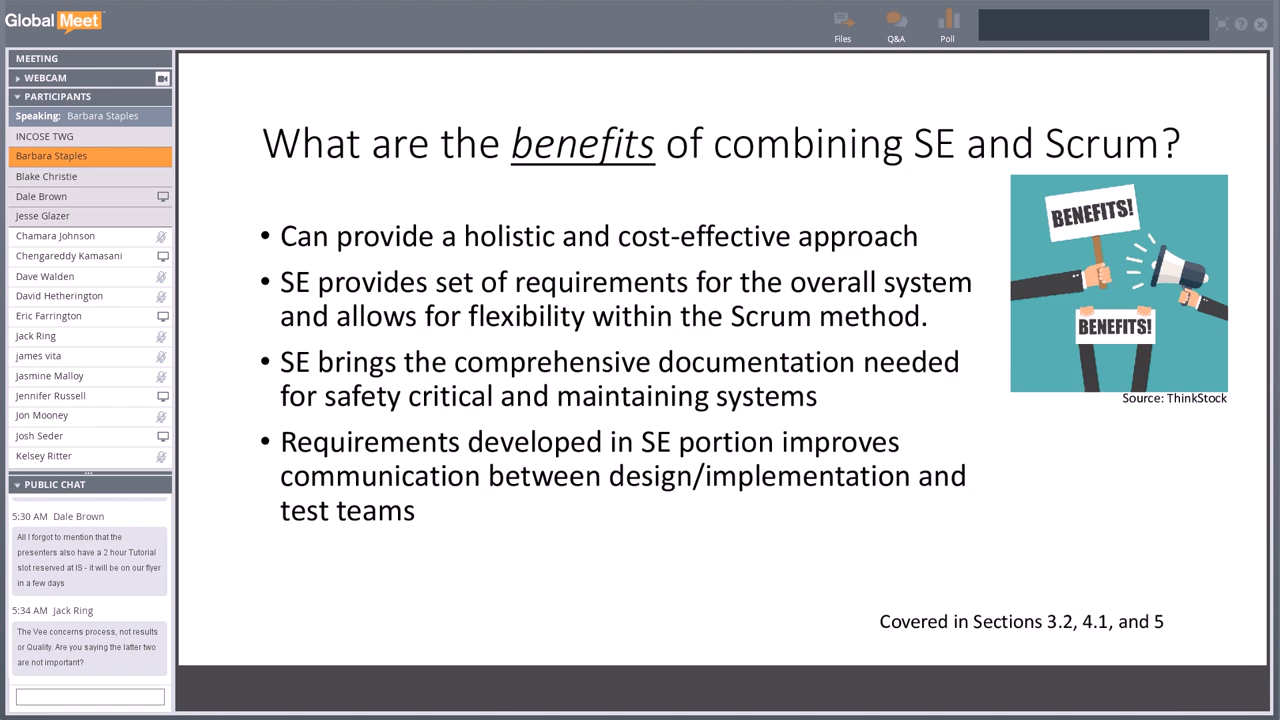 GlobalMeet
Files
Q&A
Poll
MEETING
WEBCAM
PARTICIPANTS
Speaking: Barbara Staples
INCOSE TWG
Barbara Staples
Blake Christie
Dale Brown
Jesse Glazer
Chamara Johnson
Chengareddy Kamasani
Dave Walden
David Hetherington
Eric Farrington
Jack Ring
james vita
Jasmine Malloy
Jennifer Russell
Jon Mooney
Josh Seder
Kelsey Ritter
PUBLIC CHAT
5:30 AM Dale Brown
All I forgot to mention that the
presenters also have a 2 hour Tutorial
slot reserved at IS - it will be on our flyer
in a few days
5:34 AM Jack Ring
The Vee concerns process, not results
or Quality. Are you saying the latter two
are not important?
What are the benefits of combining SE and Scrum?
• Can provide a holistic and cost-effective approach
• SE provides set of requirements for the overall system
and allows for flexibility within the Scrum method.
• SE brings the comprehensive documentation needed
for safety critical and maintaining systems
• Requirements developed in SE portion improves
communication between design/implementation and
test teams
BENEFITS!
BENEFITS!
Source: ThinkStock
Covered in Sections 3.2, 4.1, and 5